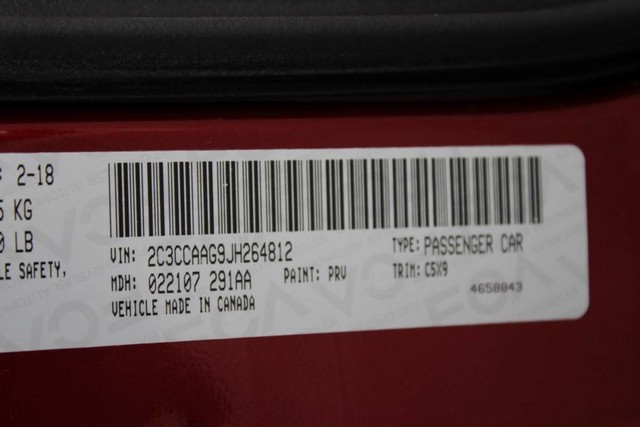 : 2-18
KG
LB
LE SAFETY,
VIN: 2C3CCAAG9JH264812 TYPE: PASSENGER CAR
MDH: 022107 291AA PAINT: PRV TRIM: C5X9
VEHICLE MADE IN CANADA 4658843